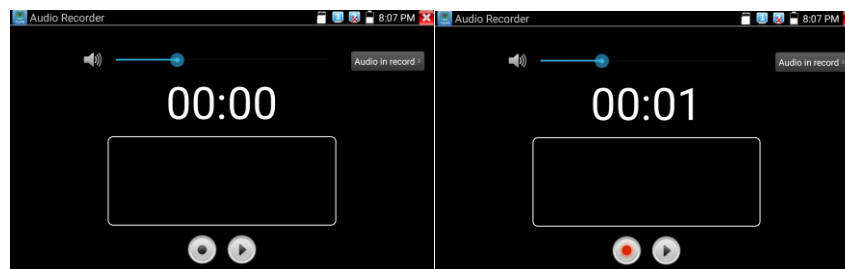 Audio Recorder 8:07 PM
Audio in record >
00:00
Audio Recorder 8:07 PM
Audio in record >
00:01